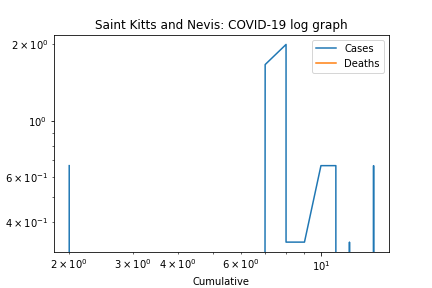 Saint Kitts and Nevis: COVID-19 log graph
Cases
Deaths
2 × 10⁰
10⁰
6 × 10⁻¹
4 × 10⁻¹
2 × 10⁰
3 × 10⁰
4 × 10⁰
6 × 10⁰
10¹
Cumulative